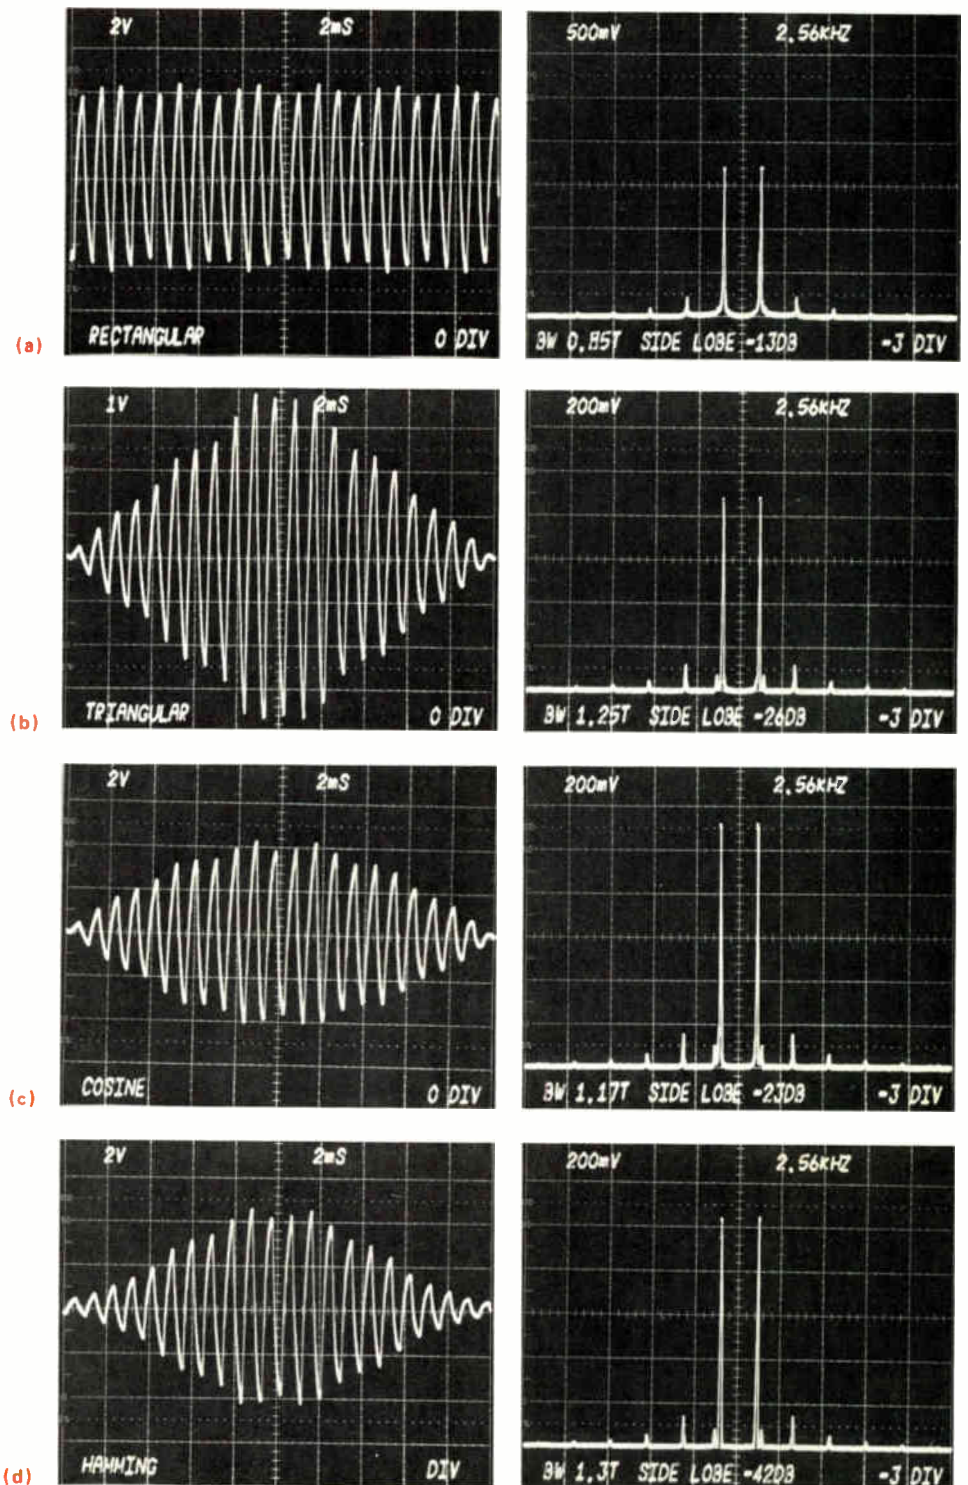 2V 2mS
RECTANGULAR 0 DIV
500mV 2.56KHZ
BW 0.85T SIDE LOBE -13DB -3 DIV
(a)
1V 2mS
TRIANGULAR 0 DIV
200mV 2.56KHZ
BW 1.25T SIDE LOBE -26DB -3 DIV
(b)
2V 2mS
COSINE 0 DIV
200mV 2.56KHZ
BW 1.17T SIDE LOBE -23DB -3 DIV
(c)
2V 2mS
HAMMING DIV
200mV 2.56KHZ
BW 1.3T SIDE LOBE -42DB -3 DIV
(d)